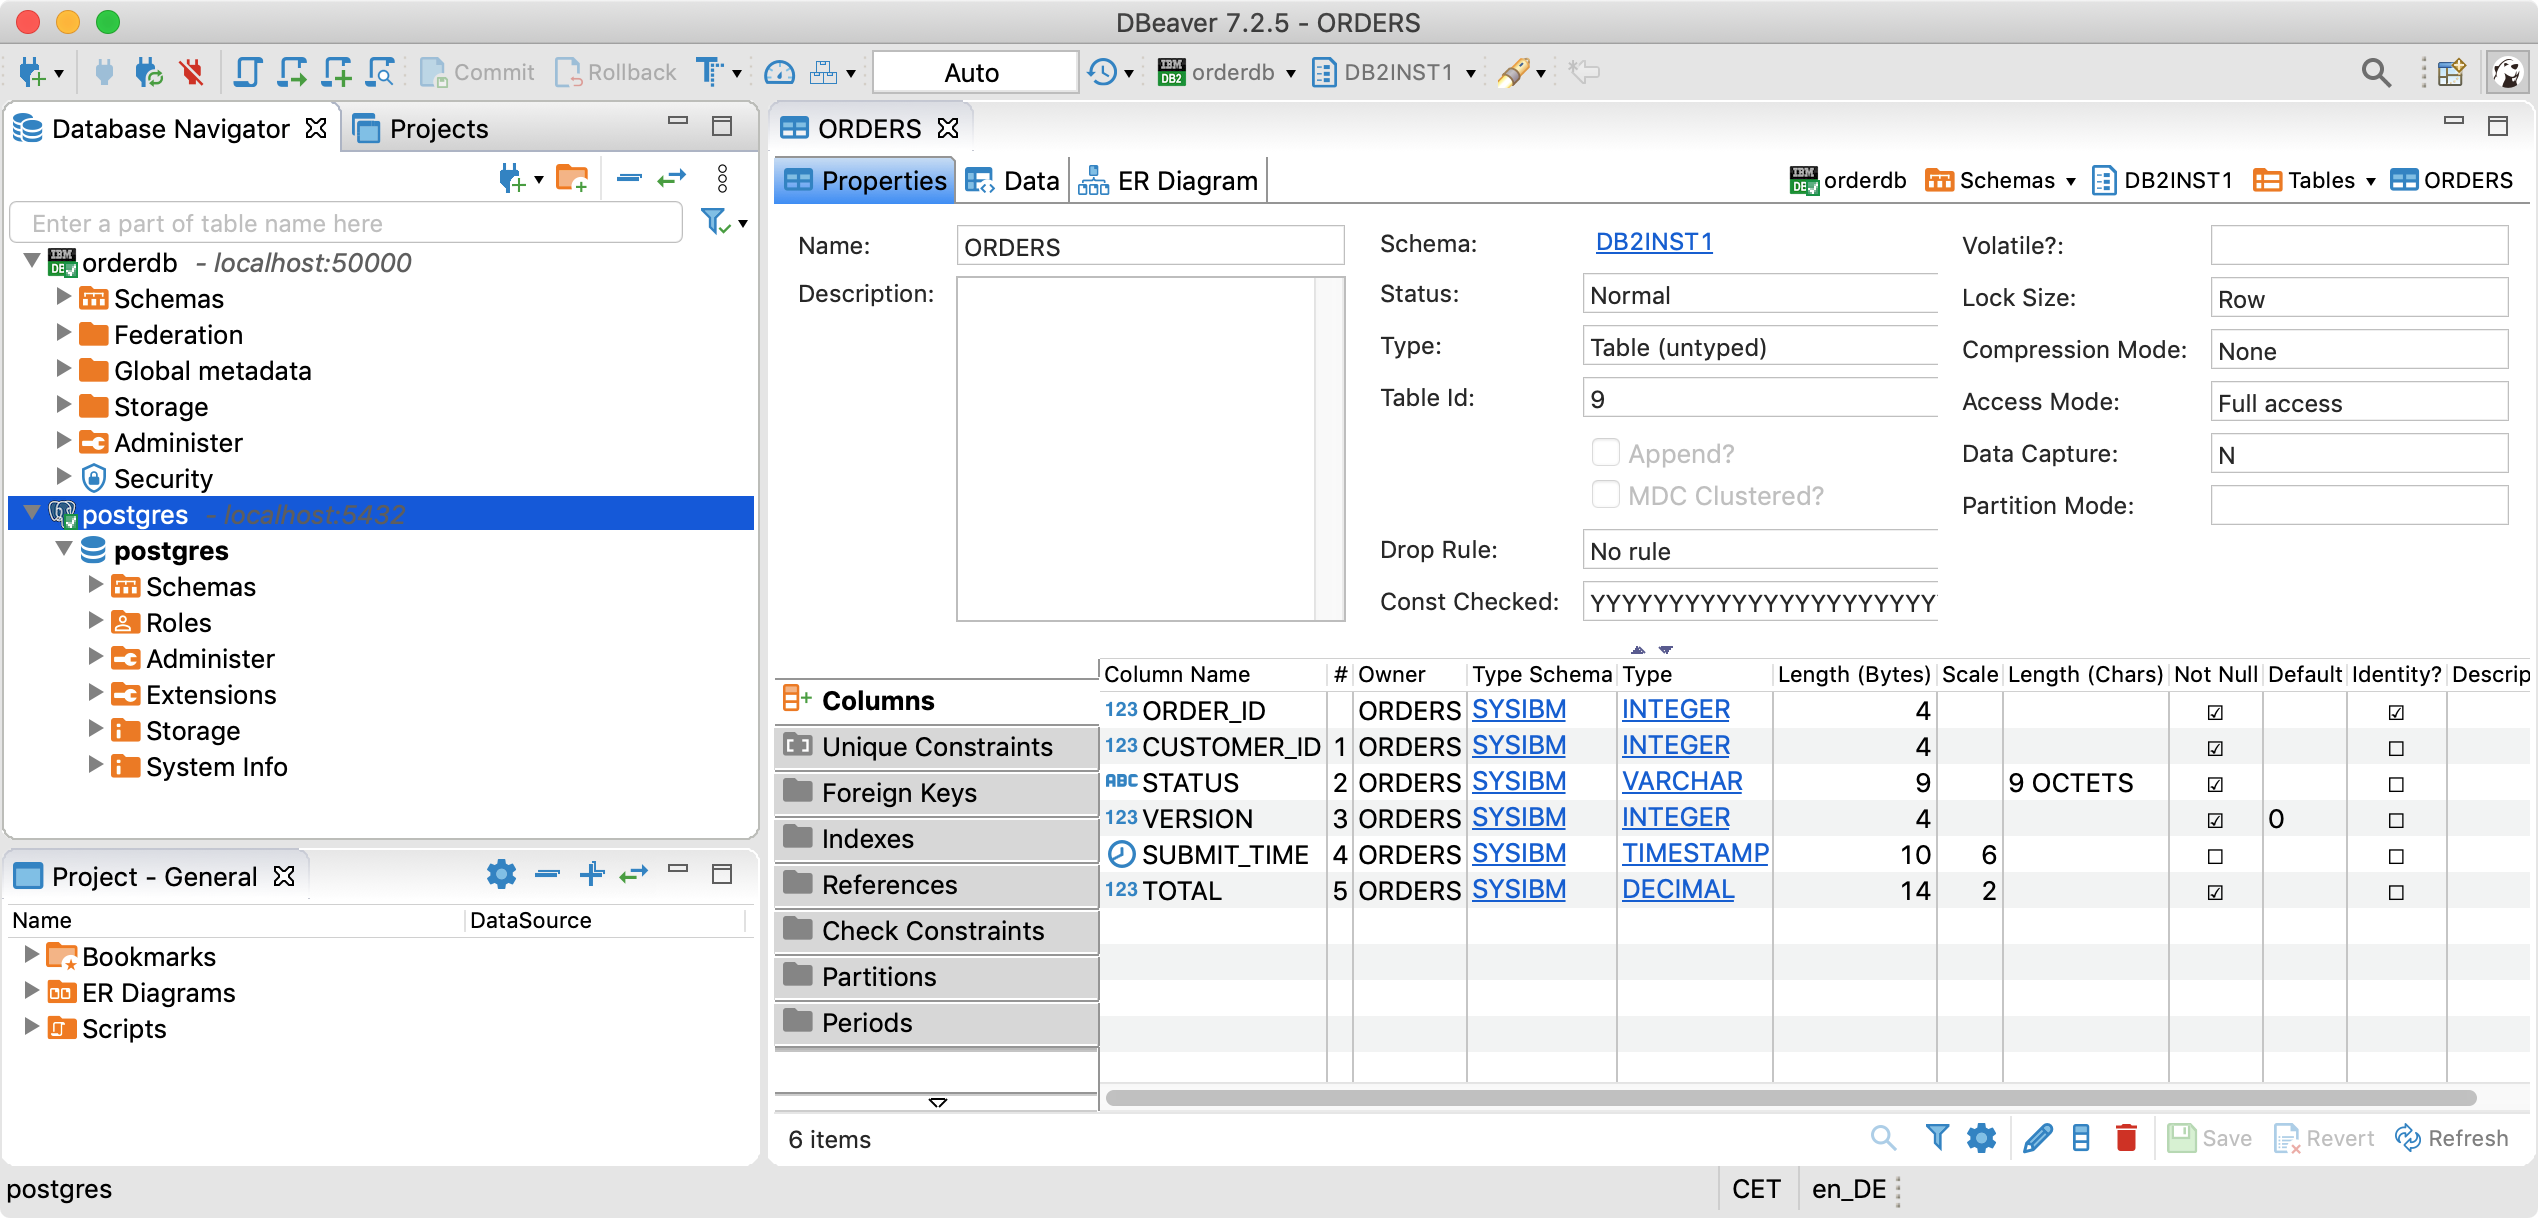 DBeaver 7.2.5 - ORDERS
Commit Rollback Auto IBM DB2 orderdb DB2INST1
Database Navigator Projects
Enter a part of table name here
orderdb - localhost:50000
Schemas
Federation
Global metadata
Storage
Administer
Security
postgres - localhost:5432
postgres
Schemas
Roles
Administer
Extensions
Storage
System Info
Project - General
Name DataSource
Bookmarks
ER Diagrams
Scripts
ORDERS
Properties Data ER Diagram orderdb Schemas DB2INST1 Tables ORDERS
Name: ORDERS
Description:
Schema: DB2INST1
Status: Normal
Type: Table (untyped)
Table Id: 9
Append?
MDC Clustered?
Drop Rule: No rule
Const Checked: YYYYYYYYYYYYYYYYYYYYYY
Volatile?:
Lock Size: Row
Compression Mode: None
Access Mode: Full access
Data Capture: N
Partition Mode:
Columns
Unique Constraints
Foreign Keys
Indexes
References
Check Constraints
Partitions
Periods
Column Name # Owner Type Schema Type Length (Bytes) Scale Length (Chars) Not Null Default Identity? Descrip
123 ORDER_ID ORDERS SYSIBM INTEGER 4
123 CUSTOMER_ID 1 ORDERS SYSIBM INTEGER 4
ABC STATUS 2 ORDERS SYSIBM VARCHAR 9 9 OCTETS
123 VERSION 3 ORDERS SYSIBM INTEGER 4 0
SUBMIT_TIME 4 ORDERS SYSIBM TIMESTAMP 10 6
123 TOTAL 5 ORDERS SYSIBM DECIMAL 14 2
6 items Save Revert Refresh
postgres CET en_DE